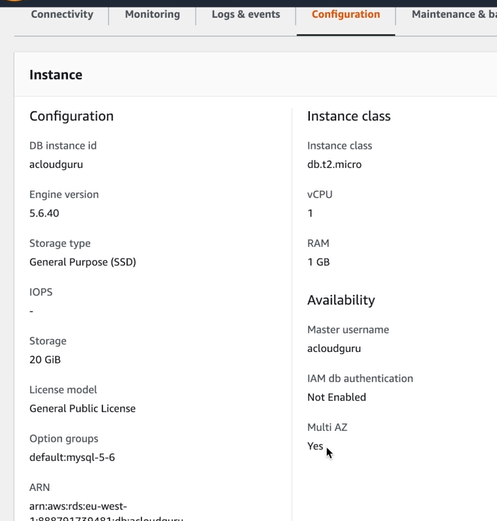 Connectivity
Monitoring
Logs & events
Configuration
Maintenance & ba
Instance
Configuration
DB instance id
acloudguru
Engine version
5.6.40
Storage type
General Purpose (SSD)
IOPS
-
Storage
20 GiB
License model
General Public License
Option groups
default:mysql-5-6
ARN
arn:aws:rds:eu-west-
Instance class
Instance class
db.t2.micro
vCPU
1
RAM
1 GB
Availability
Master username
acloudguru
IAM db authentication
Not Enabled
Multi AZ
Yes